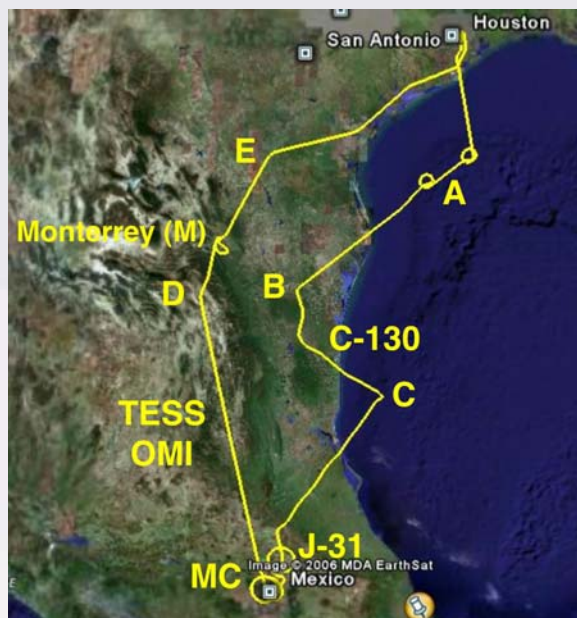 Houston
San Antonio
A
E
Monterrey (M)
D
B
C-130
C
TESS
OMI
J-31
Image © 2006 MDA EarthSat
MC
Mexico